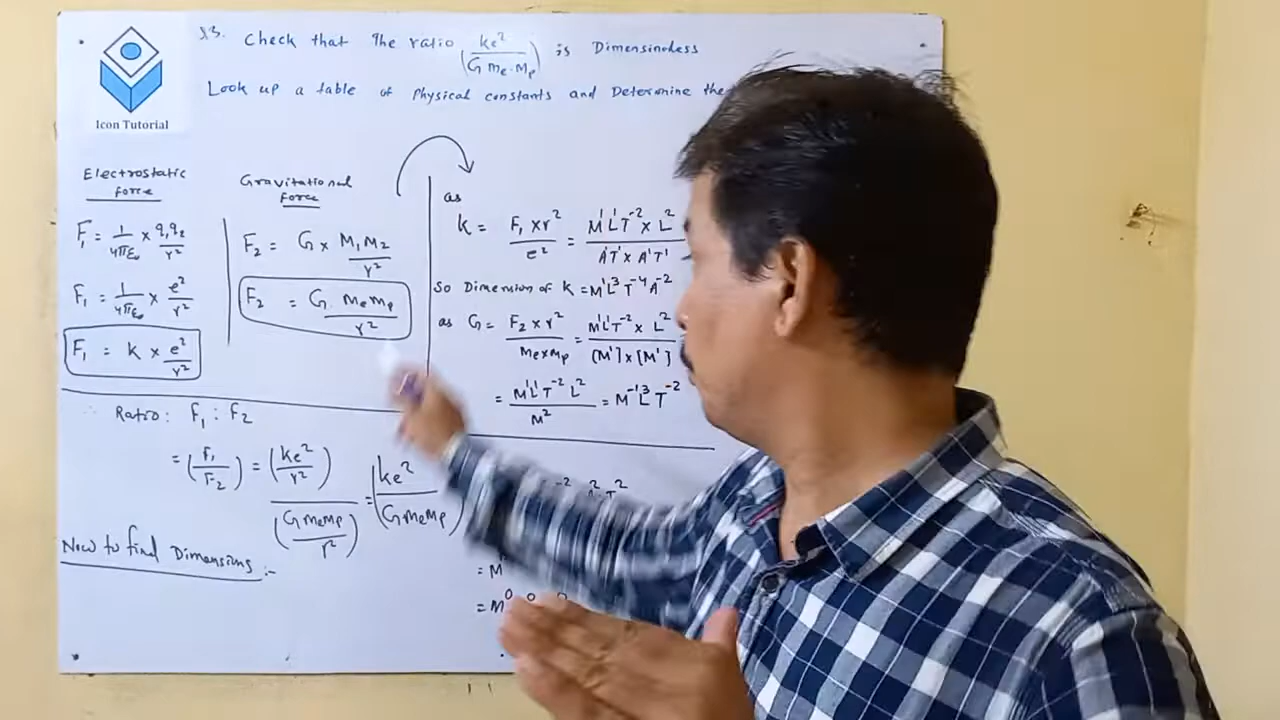 Q3. Check that the ratio (ke²/G me.mp) is Dimensionless
Look up a table of Physical constants and Determine the
Icon Tutorial
Electrostatic
force
F₁ = 1/4πε₀ × q₁q₂/r²
F₁ = 1/4πε₀ × e²/r²
F₁ = k × e²/r²
Gravitational
force
F₂ = G × M₁M₂/r²
F₂ = G. memp/r²
as
k = F₁ × r²/e² = M¹L¹T⁻² × L²/A¹T¹ × A¹T¹
So Dimension of k = M¹L³T⁻⁴A⁻²
as G = F₂ × r²/me×mp = M¹L¹T⁻² × L²/[M¹] × [M¹] =
= M¹L¹T⁻²L²/M² = M⁻¹L³T⁻²
∴ Ratio: F₁ : F₂
= (F₁/F₂) = (ke²/r²)/(G memp/r²) = (ke²/G memp)
Now to find Dimensions :-
= M
= M⁰